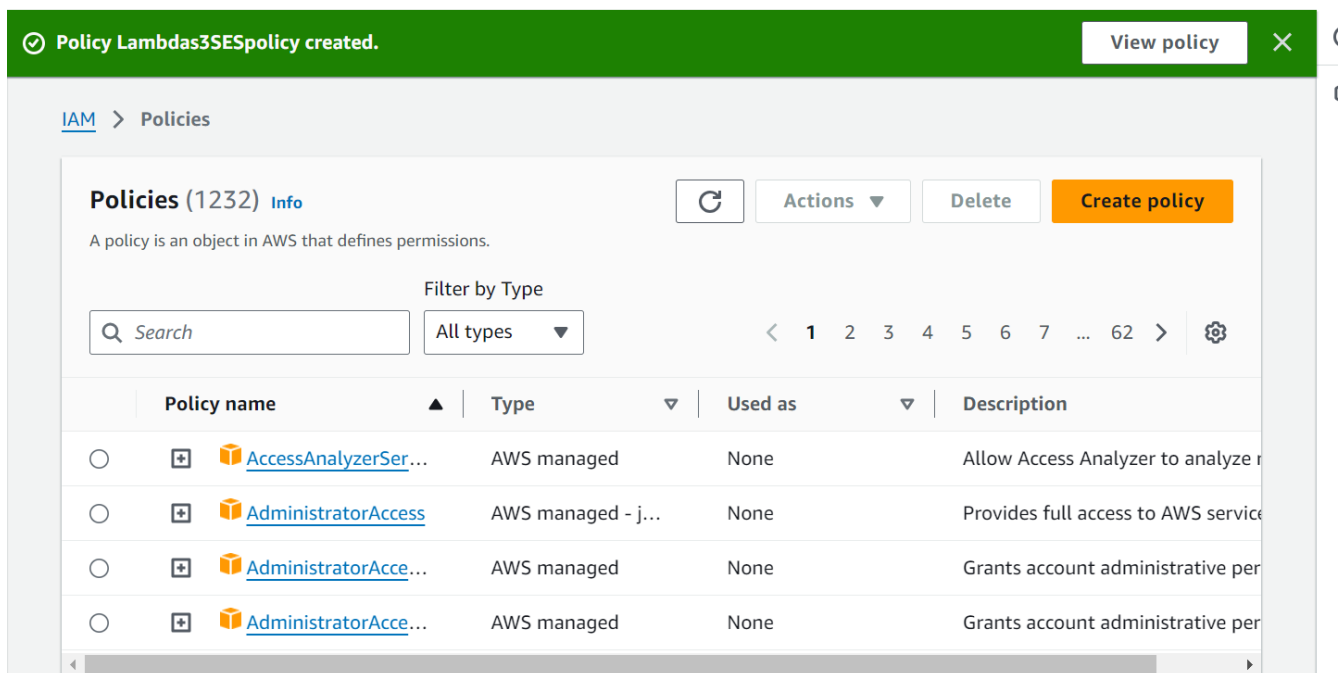 Policy Lambdas3SESpolicy created.
View policy
IAM > Policies
Policies (1232) Info
Actions
Delete
Create policy
A policy is an object in AWS that defines permissions.
Filter by Type
Search
All types
1 2 3 4 5 6 7 ... 62
Policy name Type Used as Description
AccessAnalyzerSer... AWS managed None Allow Access Analyzer to analyze
AdministratorAccess AWS managed - j... None Provides full access to AWS service
AdministratorAcce... AWS managed None Grants account administrative per
AdministratorAcce... AWS managed None Grants account administrative per